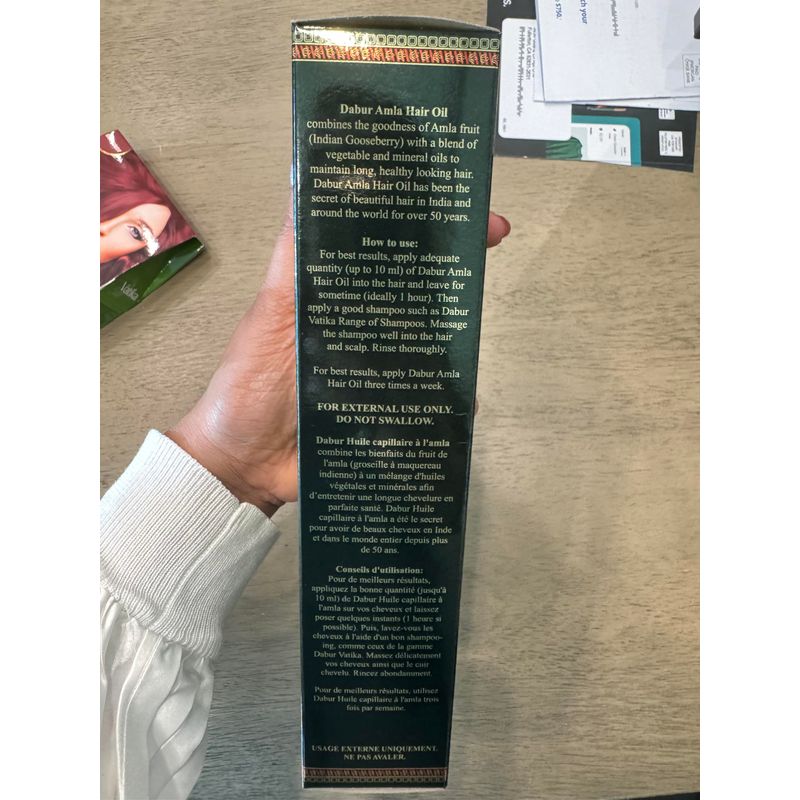 Dabur Amla Hair Oil
combines the goodness of Amla fruit
(Indian Gooseberry) with a blend of
vegetable and mineral oils to
maintain long, healthy looking hair.
Dabur Amla Hair Oil has been the
secret of beautiful hair in India and
around the world for over 50 years.
How to use:
For best results, apply adequate
quantity (up to 10 ml) of Dabur Amla
Hair Oil into the hair and leave for
sometime (ideally 1 hour). Then
apply a good shampoo such as Dabur
Vatika Range of Shampoos. Massage
the shampoo well into the hair
and scalp. Rinse thoroughly.
For best results, apply Dabur Amla
Hair Oil three times a week.
FOR EXTERNAL USE ONLY.
DO NOT SWALLOW.
Dabur Huile capillaire à l'amla
combine les bienfaits du fruit de
l'amla (groseille à maquereau
indienne) à un mélange d'huiles
végétales et minérales afin
d'entretenir une longue chevelure en
parfaite santé. Dabur Huile
capillaire à l'amla a été le secret
pour avoir de beaux cheveux en Inde
et dans le monde entier depuis plus
de 50 ans.
Conseils d'utilisation:
Pour de meilleurs résultats,
appliquez la bonne quantité (jusqu'à
10 ml) de Dabur Huile capillaire à
l'amla sur vos cheveux et laissez
poser quelques instants (1 heure si
possible). Puis, lavez-vous les
cheveux à l'aide d'un bon shampoo-
ing, comme ceux de la gamme
Dabur Vatika. Massez délicatement
vos cheveux ainsi que le cuir
chevelu. Rincez abondamment.
Pour de meilleurs résultats, utilisez
Dabur Huile capillaire à l'amla trois
fois par semaine.
USAGE EXTERNE UNIQUEMENT.
NE PAS AVALER.
Vatika
$750.